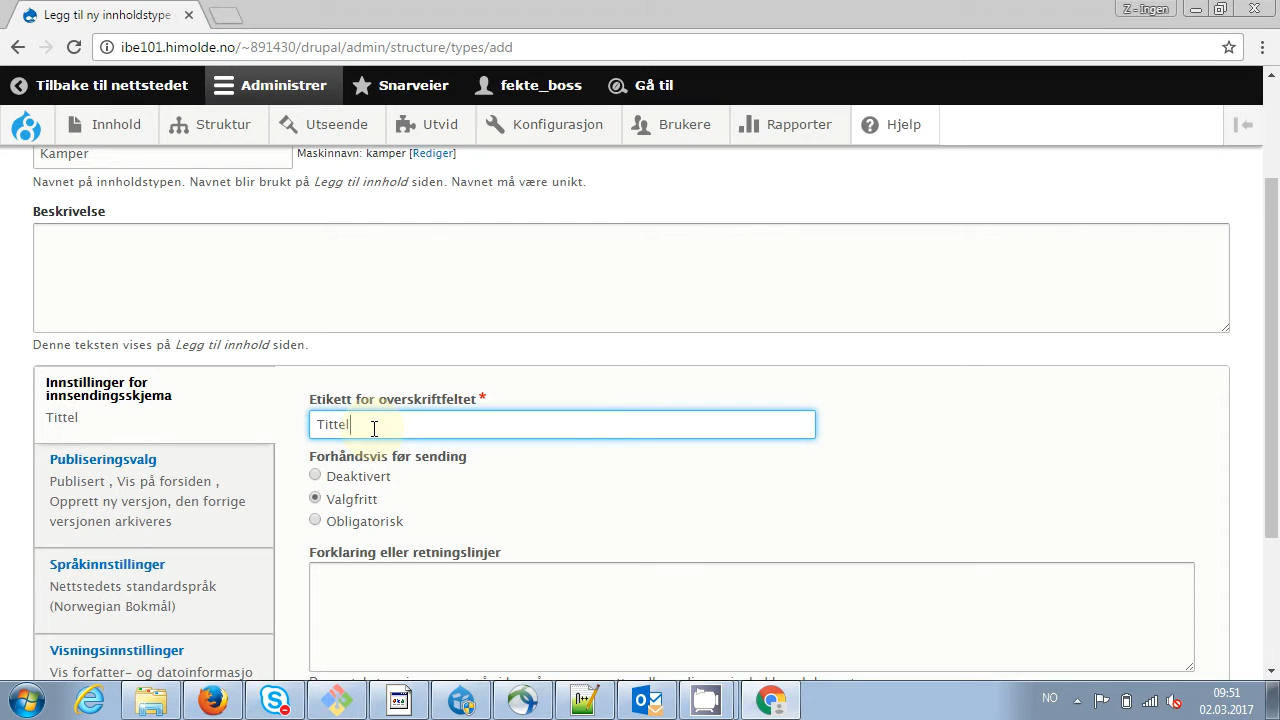 Legg til ny innholdstype
Z - Ingen
ibe101.himolde.no/~891430/drupal/admin/structure/types/add
Tilbake til nettstedet
Administrer
Snarveier
fekte_boss
Gå til
Innhold
Struktur
Utseende
Utvid
Konfigurasjon
Brukere
Rapporter
Hjelp
Kamper
Maskinnavn: kamper [Rediger]
Navnet på innholdstypen. Navnet blir brukt på Legg til innhold siden. Navnet må være unikt.
Beskrivelse
Denne teksten vises på Legg til innhold siden.
Innstillinger for
innsendingsskjema
Tittel
Publiseringsvalg
Publisert , Vis på forsiden ,
Opprett ny versjon, den forrige
versjonen arkiveres
Språkinnstillinger
Nettstedets standardspråk
(Norwegian Bokmål)
Visningsinnstillinger
Vis forfatter- og datoinformasjo
Etikett for overskriftfeltet *
Tittel
Forhåndsvis før sending
Deaktivert
Valgfritt
Obligatorisk
Forklaring eller retningslinjer
NO
09:51
02.03.2017